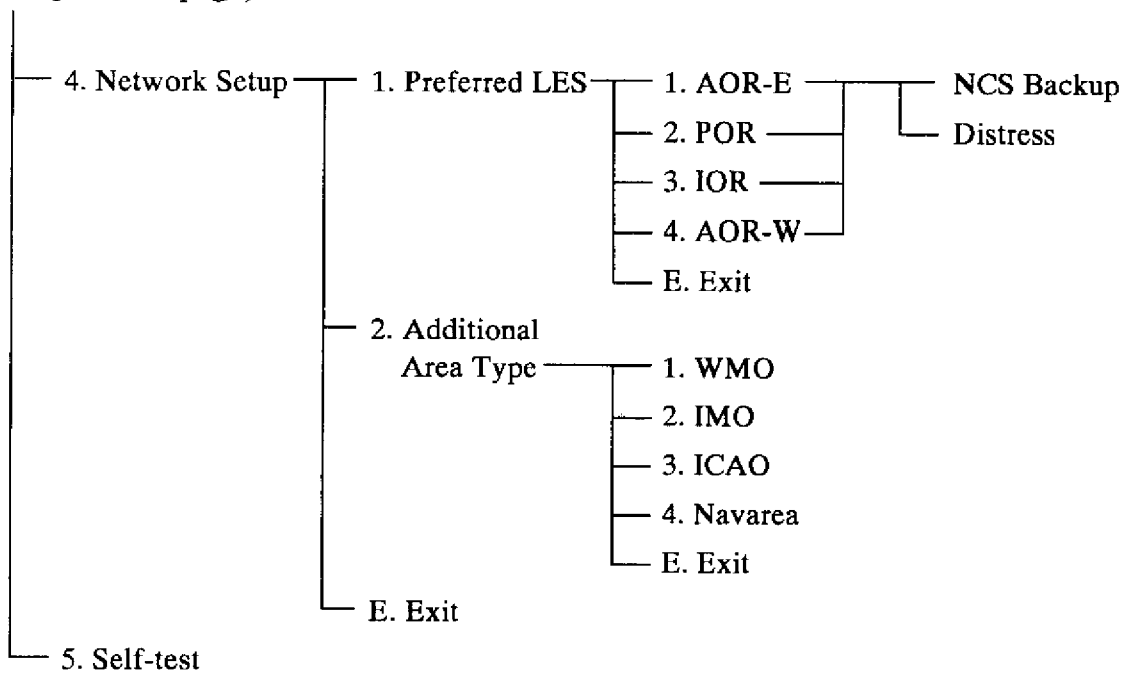 4. Network Setup 1. Preferred LES 1. AOR-E NCS Backup
2. POR Distress
3. IOR
4. AOR-W
E. Exit
2. Additional
Area Type 1. WMO
2. IMO
3. ICAO
4. Navarea
E. Exit
E. Exit
5. Self-test